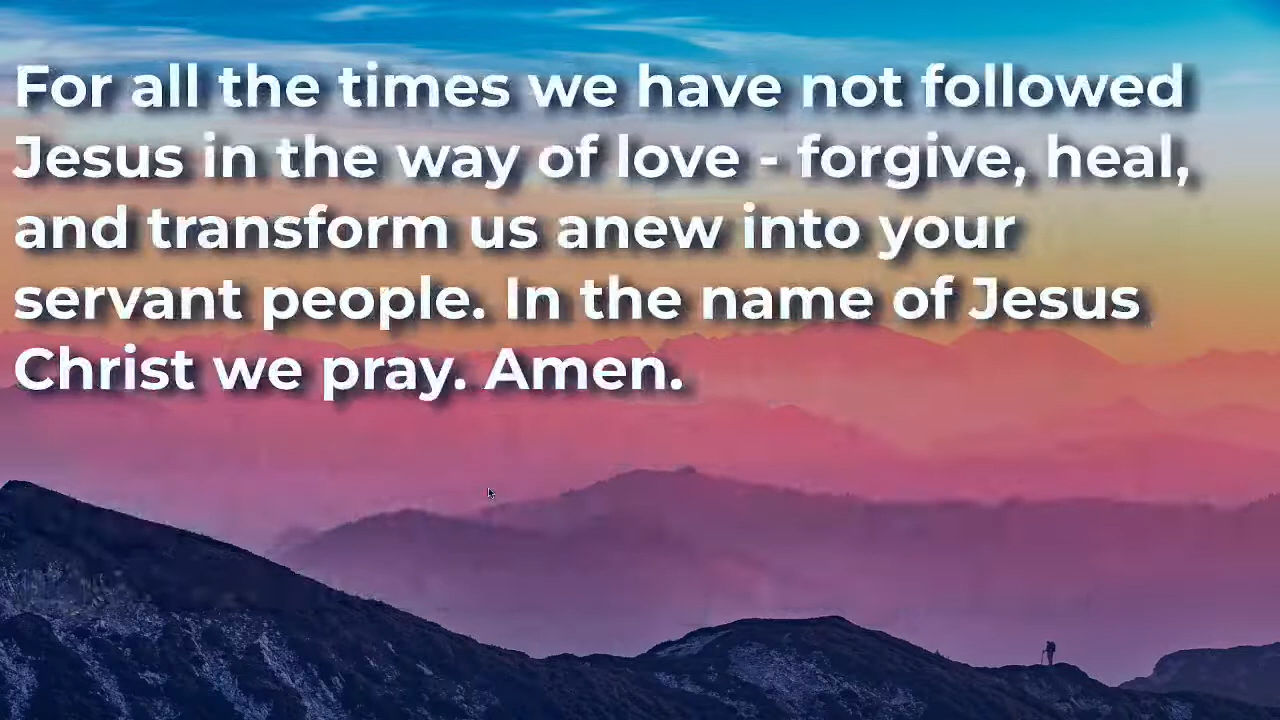 For all the times we have not followed
Jesus in the way of love - forgive, heal,
and transform us anew into your
servant people. In the name of Jesus
Christ we pray. Amen.